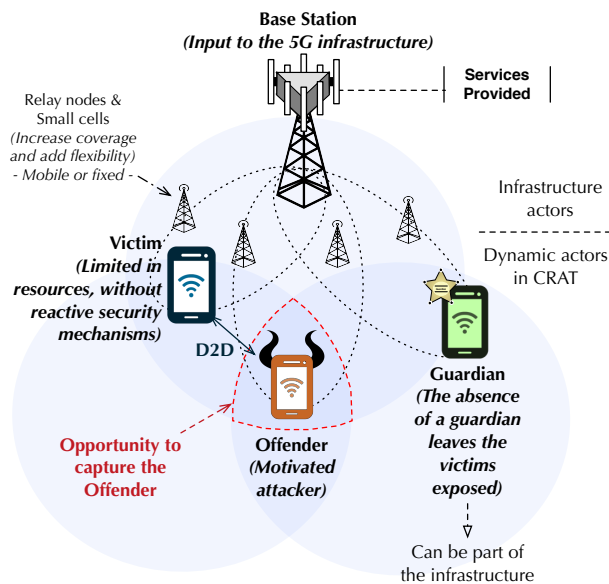 Base Station
(Input to the 5G infrastructure)
Services
Provided
Relay nodes &
Small cells
(Increase coverage
and add flexibility)
- Mobile or fixed -
Infrastructure
actors
Dynamic actors
in CRAT
Victim
(Limited in
resources, without
reactive security
mechanisms)
D2D
Guardian
(The absence
of a guardian
leaves the
victims
exposed)
Opportunity to
capture the
Offender
Offender
(Motivated
attacker)
Can be part of
the infrastructure